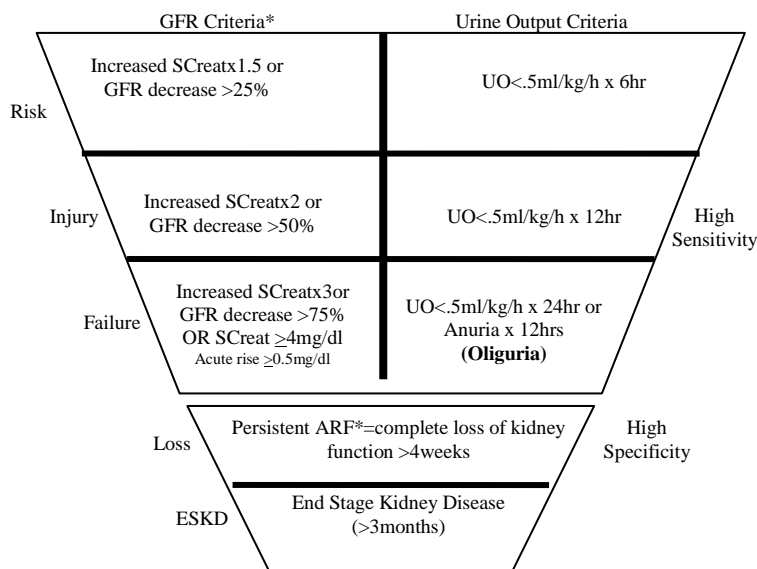 GFR Criteria*
Urine Output Criteria
Risk
Increased SCreatx1.5 or
GFR decrease >25%
UO<.5ml/kg/h x 6hr
Injury
Increased SCreatx2 or
GFR decrease >50%
UO<.5ml/kg/h x 12hr
High
Sensitivity
Failure
Increased SCreatx3or
GFR decrease >75%
OR SCreat ≥4mg/dl
Acute rise ≥0.5mg/dl
UO<.5ml/kg/h x 24hr or
Anuria x 12hrs
(Oliguria)
Loss
Persistent ARF*=complete loss of kidney
function >4weeks
High
Specificity
ESKD
End Stage Kidney Disease
(>3months)